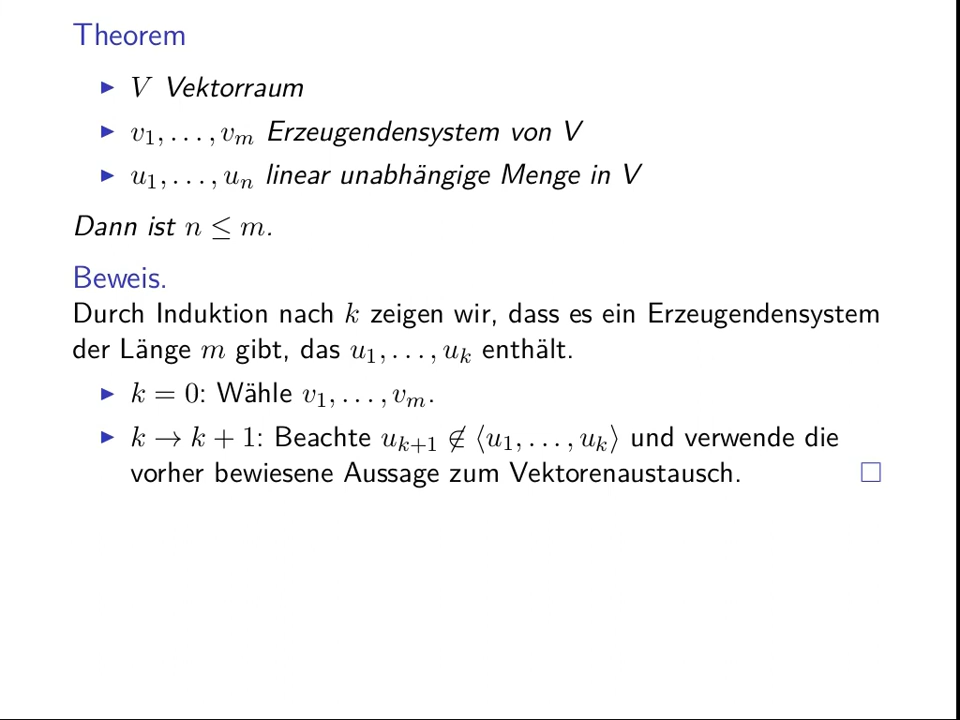 Theorem
▶ V Vektorraum
▶ v₁, . . . , vₘ Erzeugendensystem von V
▶ u₁, . . . , uₙ linear unabhängige Menge in V
Dann ist n ≤ m.
Beweis.
Durch Induktion nach k zeigen wir, dass es ein Erzeugendensystem
der Länge m gibt, das u₁, . . . , uₖ enthält.
▶ k = 0: Wähle v₁, . . . , vₘ.
▶ k → k + 1: Beachte uₖ₊₁ ∉ ⟨u₁, . . . , uₖ⟩ und verwende die
vorher bewiesene Aussage zum Vektorenaustausch. □